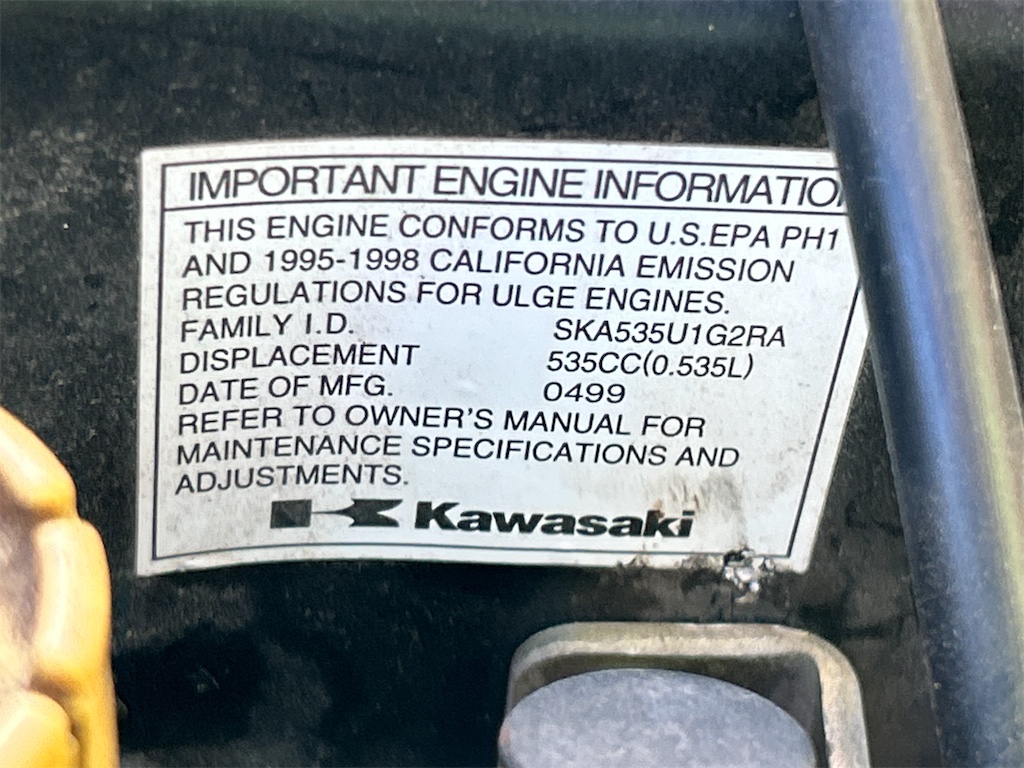 IMPORTANT ENGINE INFORMATIO
THIS ENGINE CONFORMS TO U.S.EPA PH1
AND 1995-1998 CALIFORNIA EMISSION
REGULATIONS FOR ULGE ENGINES.
FAMILY I.D. SKA535U1G2RA
DISPLACEMENT 535CC(0.535L)
DATE OF MFG. 0499
REFER TO OWNER'S MANUAL FOR
MAINTENANCE SPECIFICATIONS AND
ADJUSTMENTS.
Kawasaki